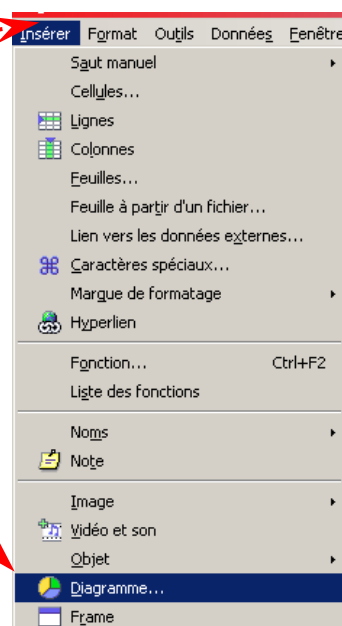 Insérer Format Outils Données Fenêtre
Saut manuel
Cellules...
Lignes
Colonnes
Feuilles...
Feuille à partir d'un fichier...
Lien vers les données externes...
Caractères spéciaux...
Marque de formatage
Hyperlien
Fonction... Ctrl+F2
Liste des fonctions
Noms
Note
Image
Vidéo et son
Objet
Diagramme...
Frame